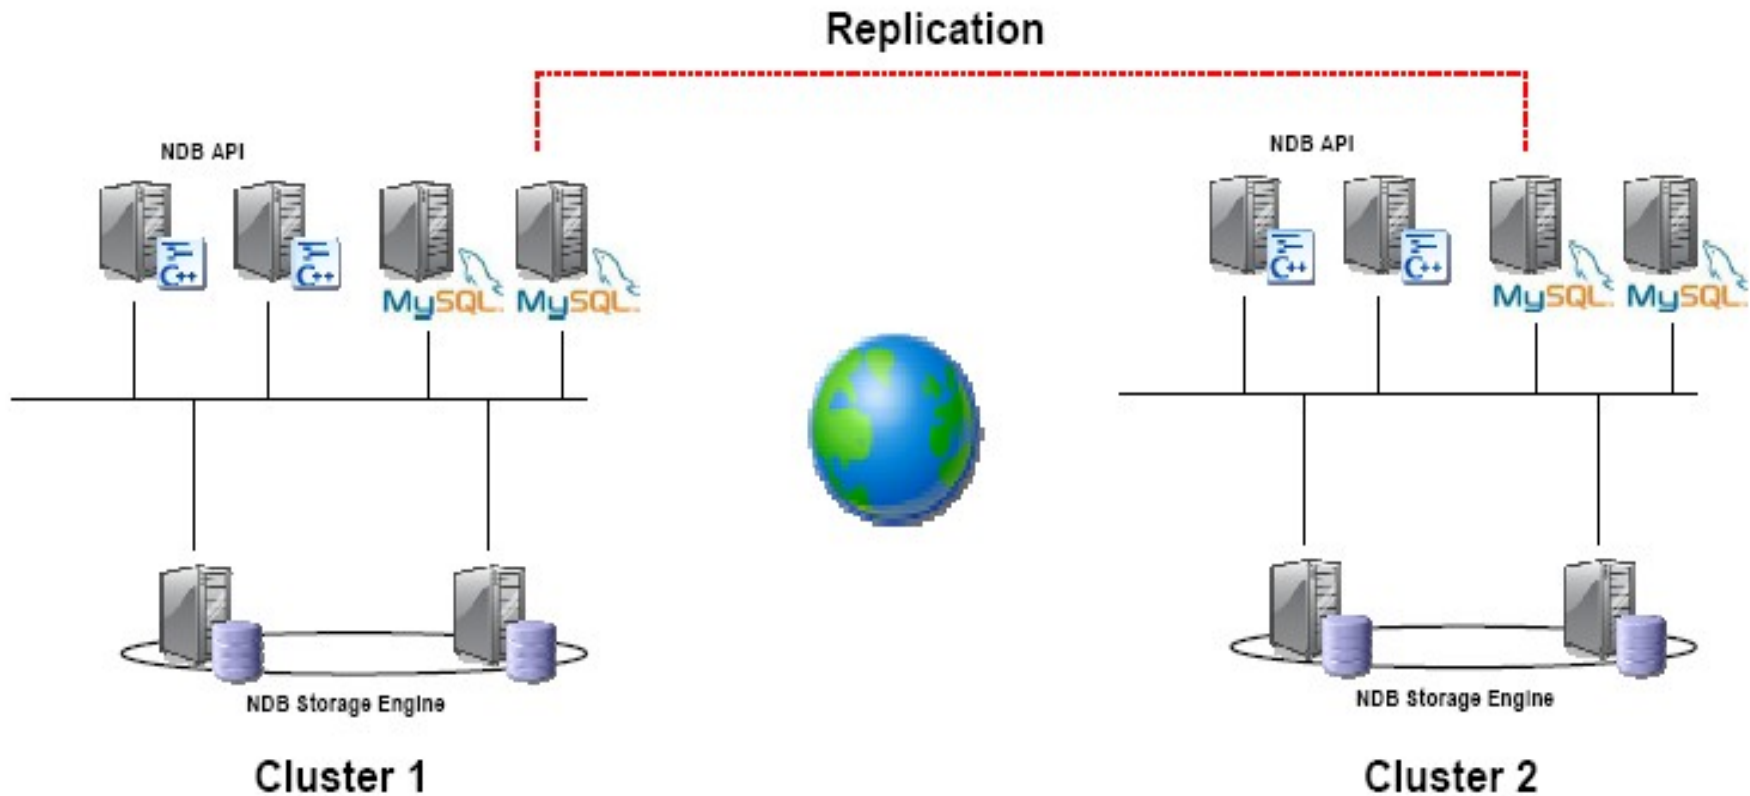 Replication
NDB API
NDB API
C++
C++
MySQL
MySQL
C++
C++
MySQL
MySQL
NDB Storage Engine
NDB Storage Engine
Cluster 1
Cluster 2